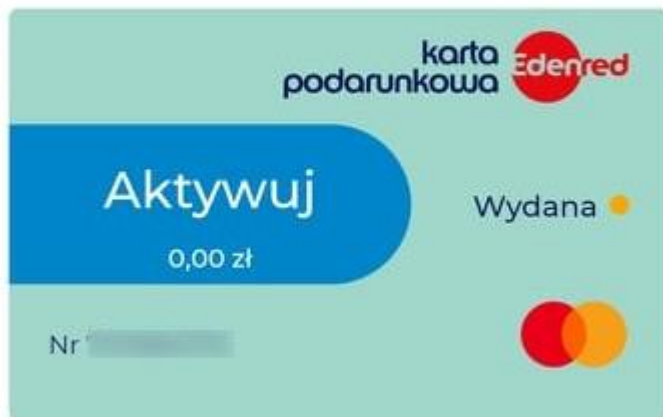 karta
podarunkowa
Edenred
Aktywuj
Wydana
0,00 zł
Nr